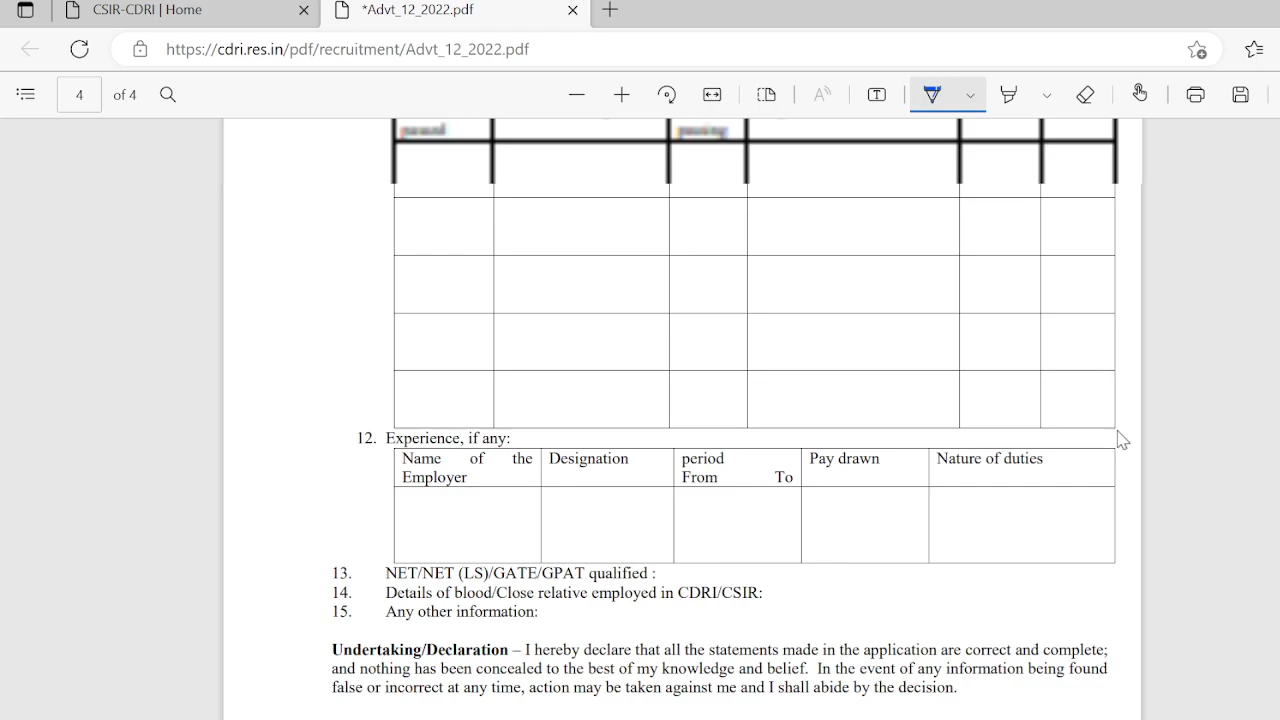 CSIR-CDRI | Home
*Advt_12_2022.pdf
https://cdri.res.in/pdf/recruitment/Advt_12_2022.pdf
4 of 4
passed passing
12. Experience, if any:
Name of the Employer
Designation
period
From To
Pay drawn
Nature of duties
13. NET/NET (LS)/GATE/GPAT qualified :
14. Details of blood/Close relative employed in CDRI/CSIR:
15. Any other information:
Undertaking/Declaration – I hereby declare that all the statements made in the application are correct and complete;
and nothing has been concealed to the best of my knowledge and belief. In the event of any information being found
false or incorrect at any time, action may be taken against me and I shall abide by the decision.